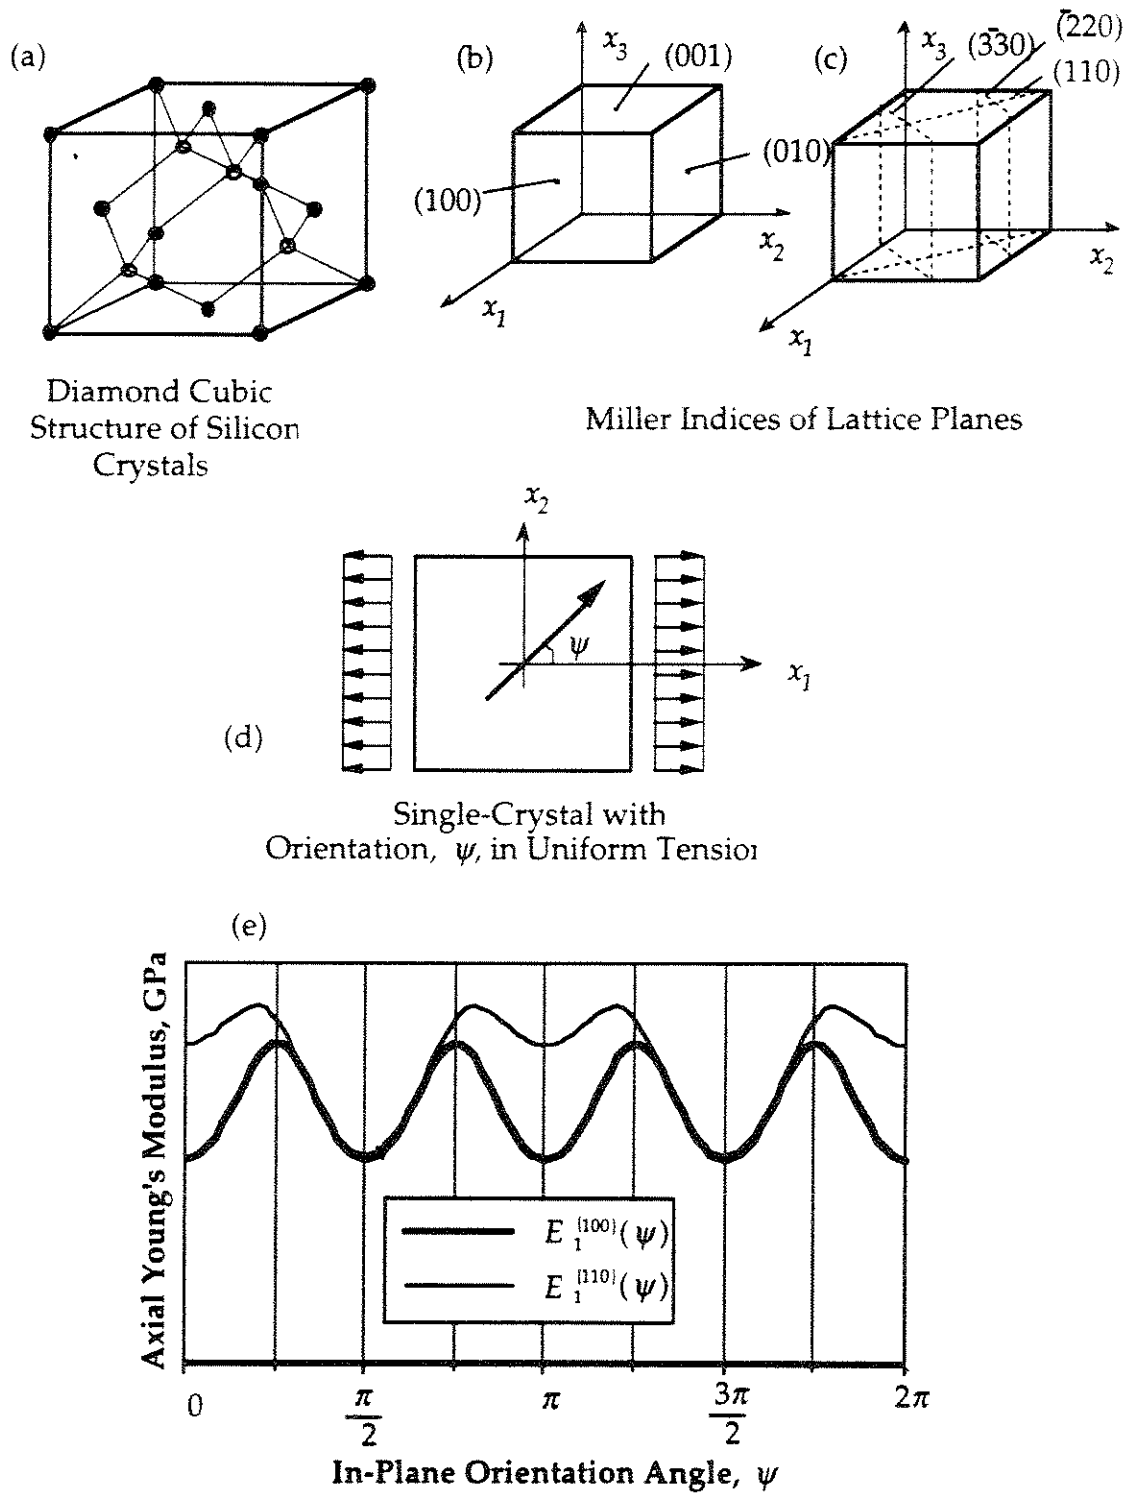 (a)
(b)
x₃
(001)
(010)
(100)
x₂
x₁
(c)
x₃
(33̅0)
(2̅20)
(110)
x₂
x₁
Diamond Cubic
Structure of Silicon
Crystals
Miller Indices of Lattice Planes
x₂
ψ
x₁
(d)
Single-Crystal with
Orientation, ψ, in Uniform Tension
(e)
Axial Young's Modulus, GPa
E₁^{100}(ψ)
E₁^{110}(ψ)
0
π/2
π
3π/2
2π
In-Plane Orientation Angle, ψ